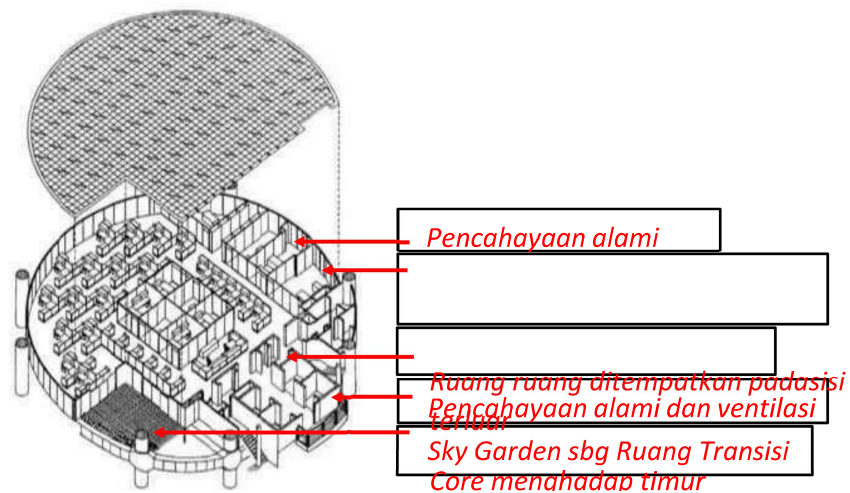 Pencahayaan alami
Ruang ruang ditempatkan padasisi
terluar
Pencahayaan alami dan ventilasi
Sky Garden sbg Ruang Transisi
Core menghadap timur